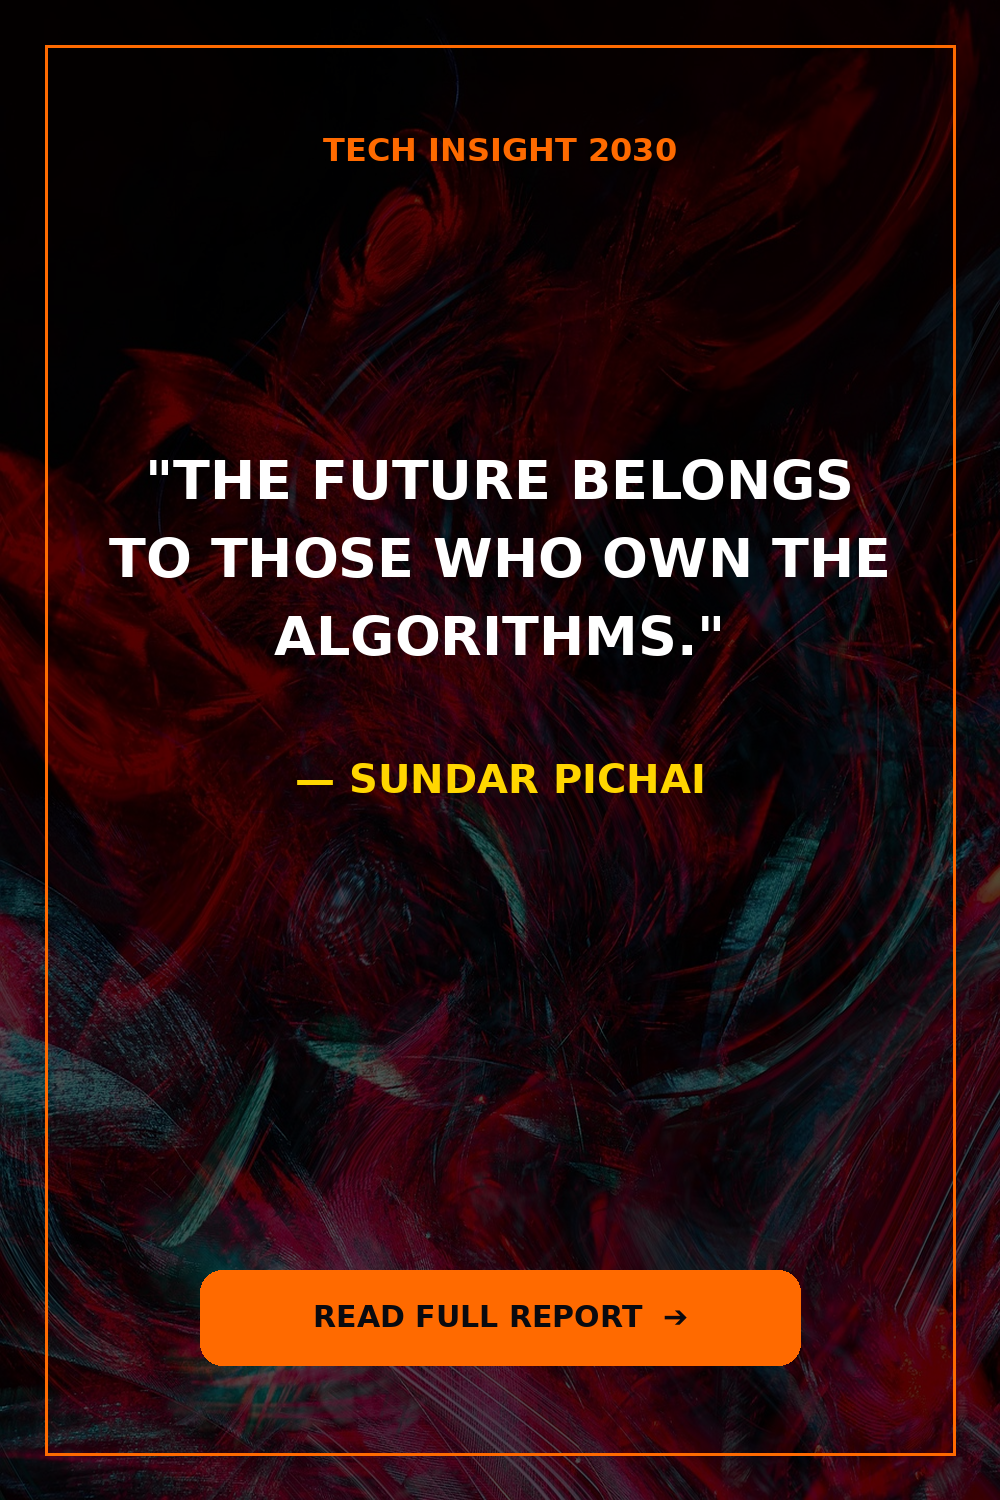 TECH INSIGHT 2030
"THE FUTURE BELONGS
TO THOSE WHO OWN THE
ALGORITHMS."
— SUNDAR PICHAI
READ FULL REPORT ➔